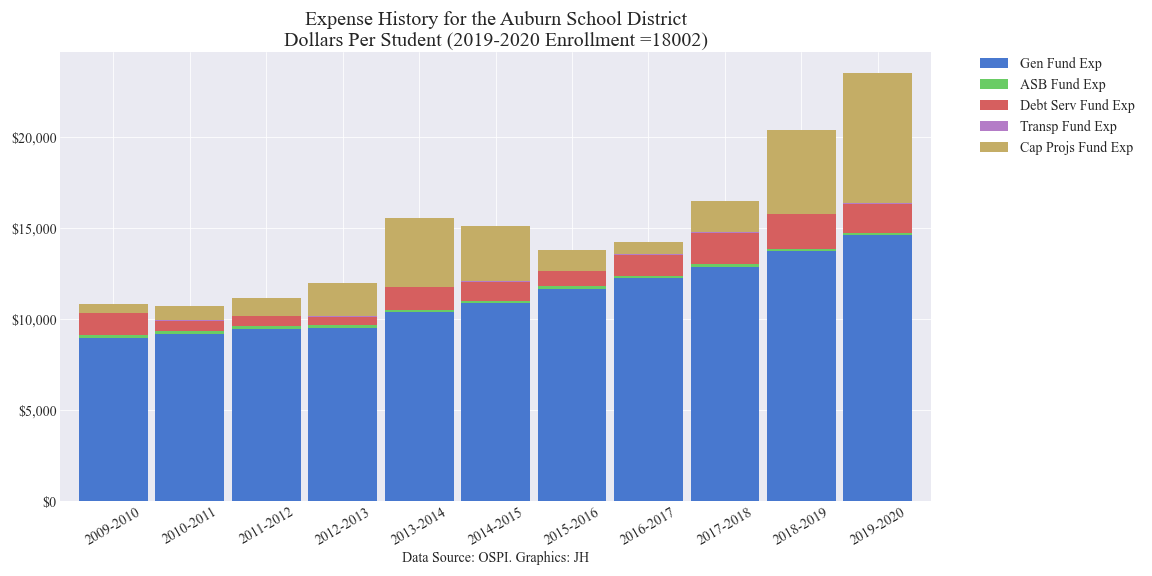 Expense History for the Auburn School District
Dollars Per Student (2019-2020 Enrollment =18002)
Gen Fund Exp
ASB Fund Exp
Debt Serv Fund Exp
Transp Fund Exp
Cap Projs Fund Exp
$20,000
$15,000
$10,000
$5,000
$0
2009-2010
2010-2011
2011-2012
2012-2013
2013-2014
2014-2015
2015-2016
2016-2017
2017-2018
2018-2019
2019-2020
Data Source: OSPI. Graphics: JH